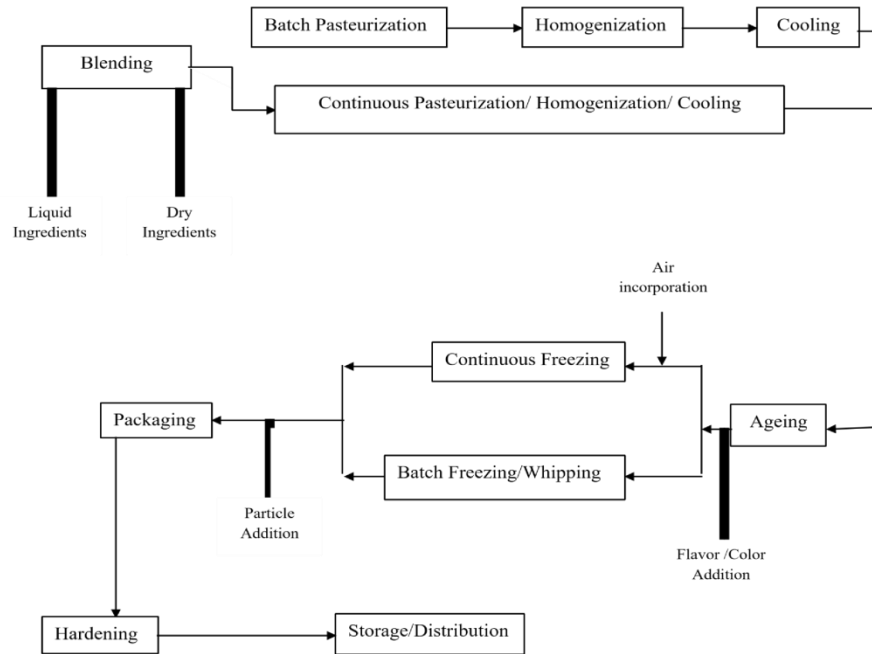 Batch Pasteurization
Homogenization
Cooling
Blending
Continuous Pasteurization/ Homogenization/ Cooling
Liquid
Ingredients
Dry
Ingredients
Air
incorporation
Continuous Freezing
Packaging
Ageing
Batch Freezing/Whipping
Particle
Addition
Flavor /Color
Addition
Hardening
Storage/Distribution